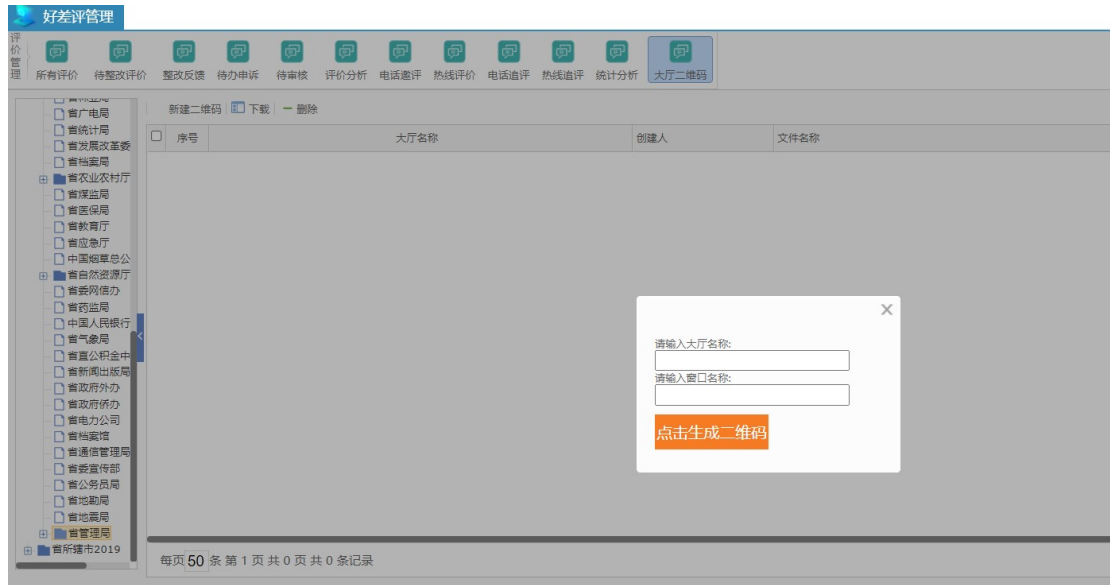 好差评管理
评价管理
所有评价 待整改评价 整改反馈 待办申诉 待审核 评价分析 电话邀评 热线评价 电话追评 热线追评 统计分析 大厅二维码
新建二维码 下载 删除
序号 大厅名称 创建人 文件名称
省广电局
省统计局
省发展改革委
省档案局
省农业农村厅
省煤监局
省医保局
省教育厅
省应急厅
中国烟草总公
省自然资源厅
省委网信办
省药监局
中国人民银行
省气象局
省直公积金中
省新闻出版局
省政府外办
省政府侨办
省电力公司
省档案馆
省通信管理局
省委宣传部
省公务员局
省地勘局
省地震局
省管理局
省所辖市2019
请输入大厅名称:
请输入窗口名称:
点击生成二维码
每页 50 条 第 1 页 共 0 页 共 0 条记录